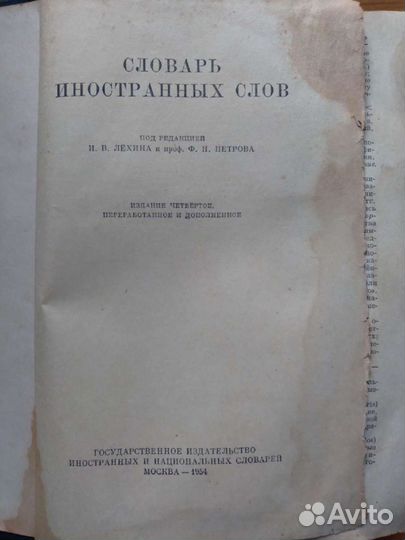 СЛОВАРЬ
ИНОСТРАННЫХ СЛОВ
ПОД РЕДАКЦИЕЙ
И. В. ЛЕХИНА и проф. Ф. Н. ПЕТРОВА
ИЗДАНИЕ ЧЕТВЕРТОЕ,
ПЕРЕРАБОТАННОЕ И ДОПОЛНЕННОЕ
ГОСУДАРСТВЕННОЕ ИЗДАТЕЛЬСТВО
ИНОСТРАННЫХ И НАЦИОНАЛЬНЫХ СЛОВАРЕЙ
МОСКВА — 1954
Avito